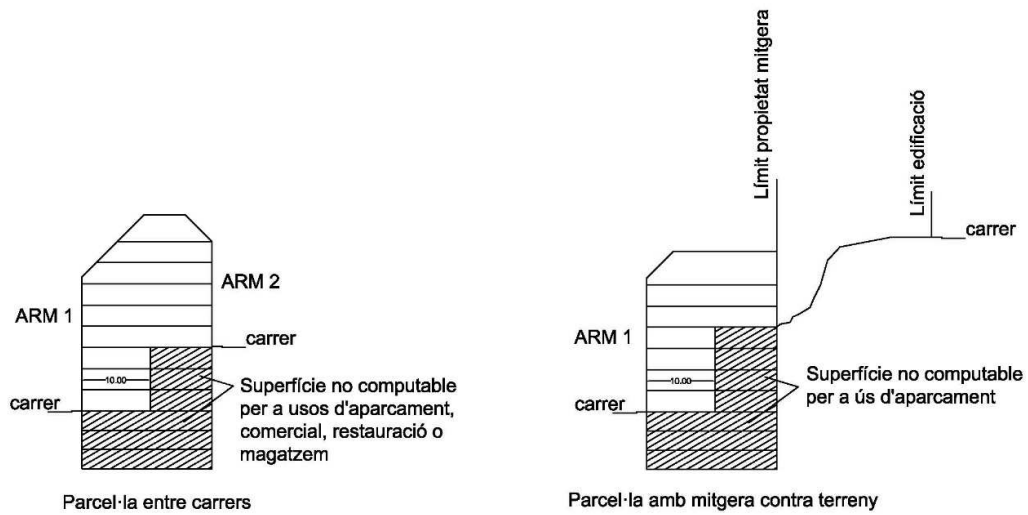 ARM 1
ARM 2
carrer
10.00
carrer
Superfície no computable
per a usos d'aparcament,
comercial, restauració o
magatzem
Parcel·la entre carrers
Límit propietat mitgera
Límit edificació
carrer
ARM 1
10.00
carrer
Superfície no computable
per a ús d'aparcament
Parcel·la amb mitgera contra terreny